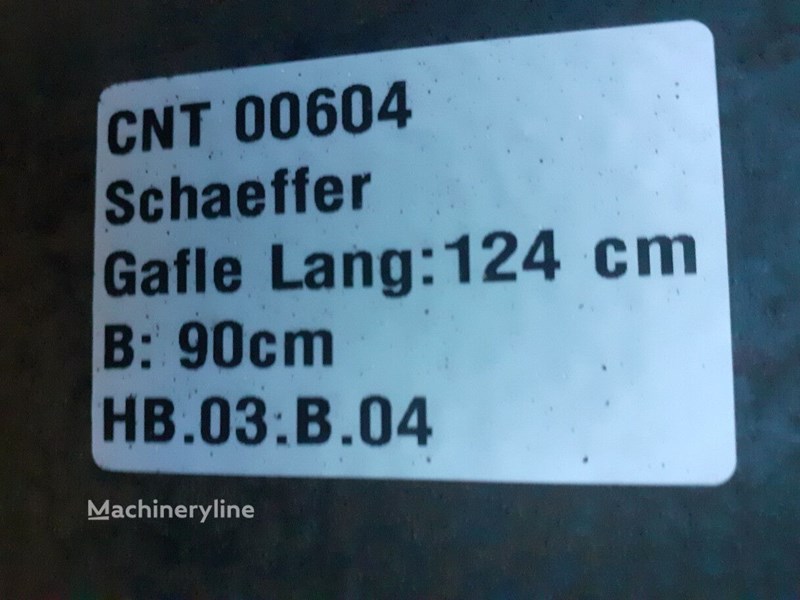 CNT 00604
Schaeffer
Gafle Lang:124 cm
B: 90cm
HB.03.B.04
Machineryline